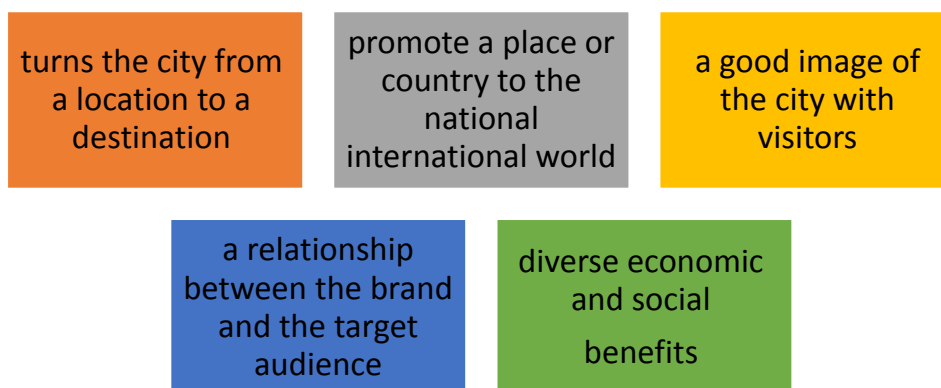 turns the city from
a location to a
destination
promote a place or
country to the
national
international world
a good image of
the city with
visitors
a relationship
between the brand
and the target
audience
diverse economic
and social
benefits